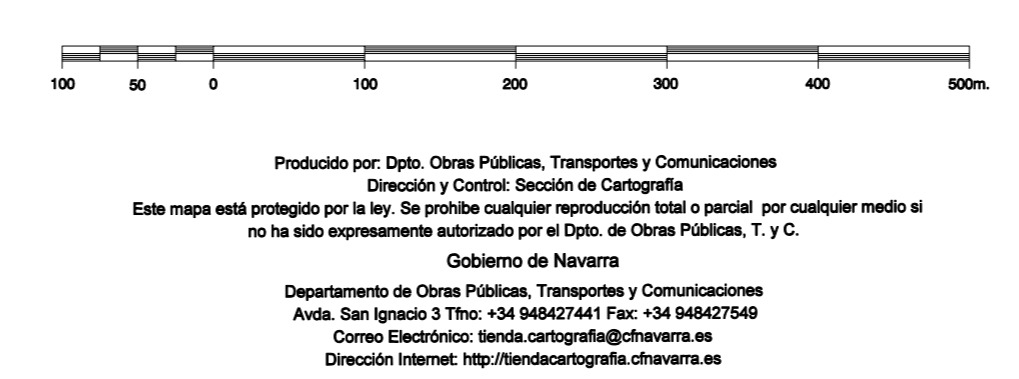 100 50 0 100 200 300 400 500m.
Producido por: Dpto. Obras Públicas, Transportes y Comunicaciones
Dirección y Control: Sección de Cartografía
Este mapa está protegido por la ley. Se prohibe cualquier reproducción total o parcial por cualquier medio si
no ha sido expresamente autorizado por el Dpto. de Obras Públicas, T. y C.
Gobierno de Navarra
Departamento de Obras Públicas, Transportes y Comunicaciones
Avda. San Ignacio 3 Tfno: +34 948427441 Fax: +34 948427549
Correo Electrónico: tienda.cartografia@cfnavarra.es
Dirección Internet: http://tiendacartografia.cfnavarra.es